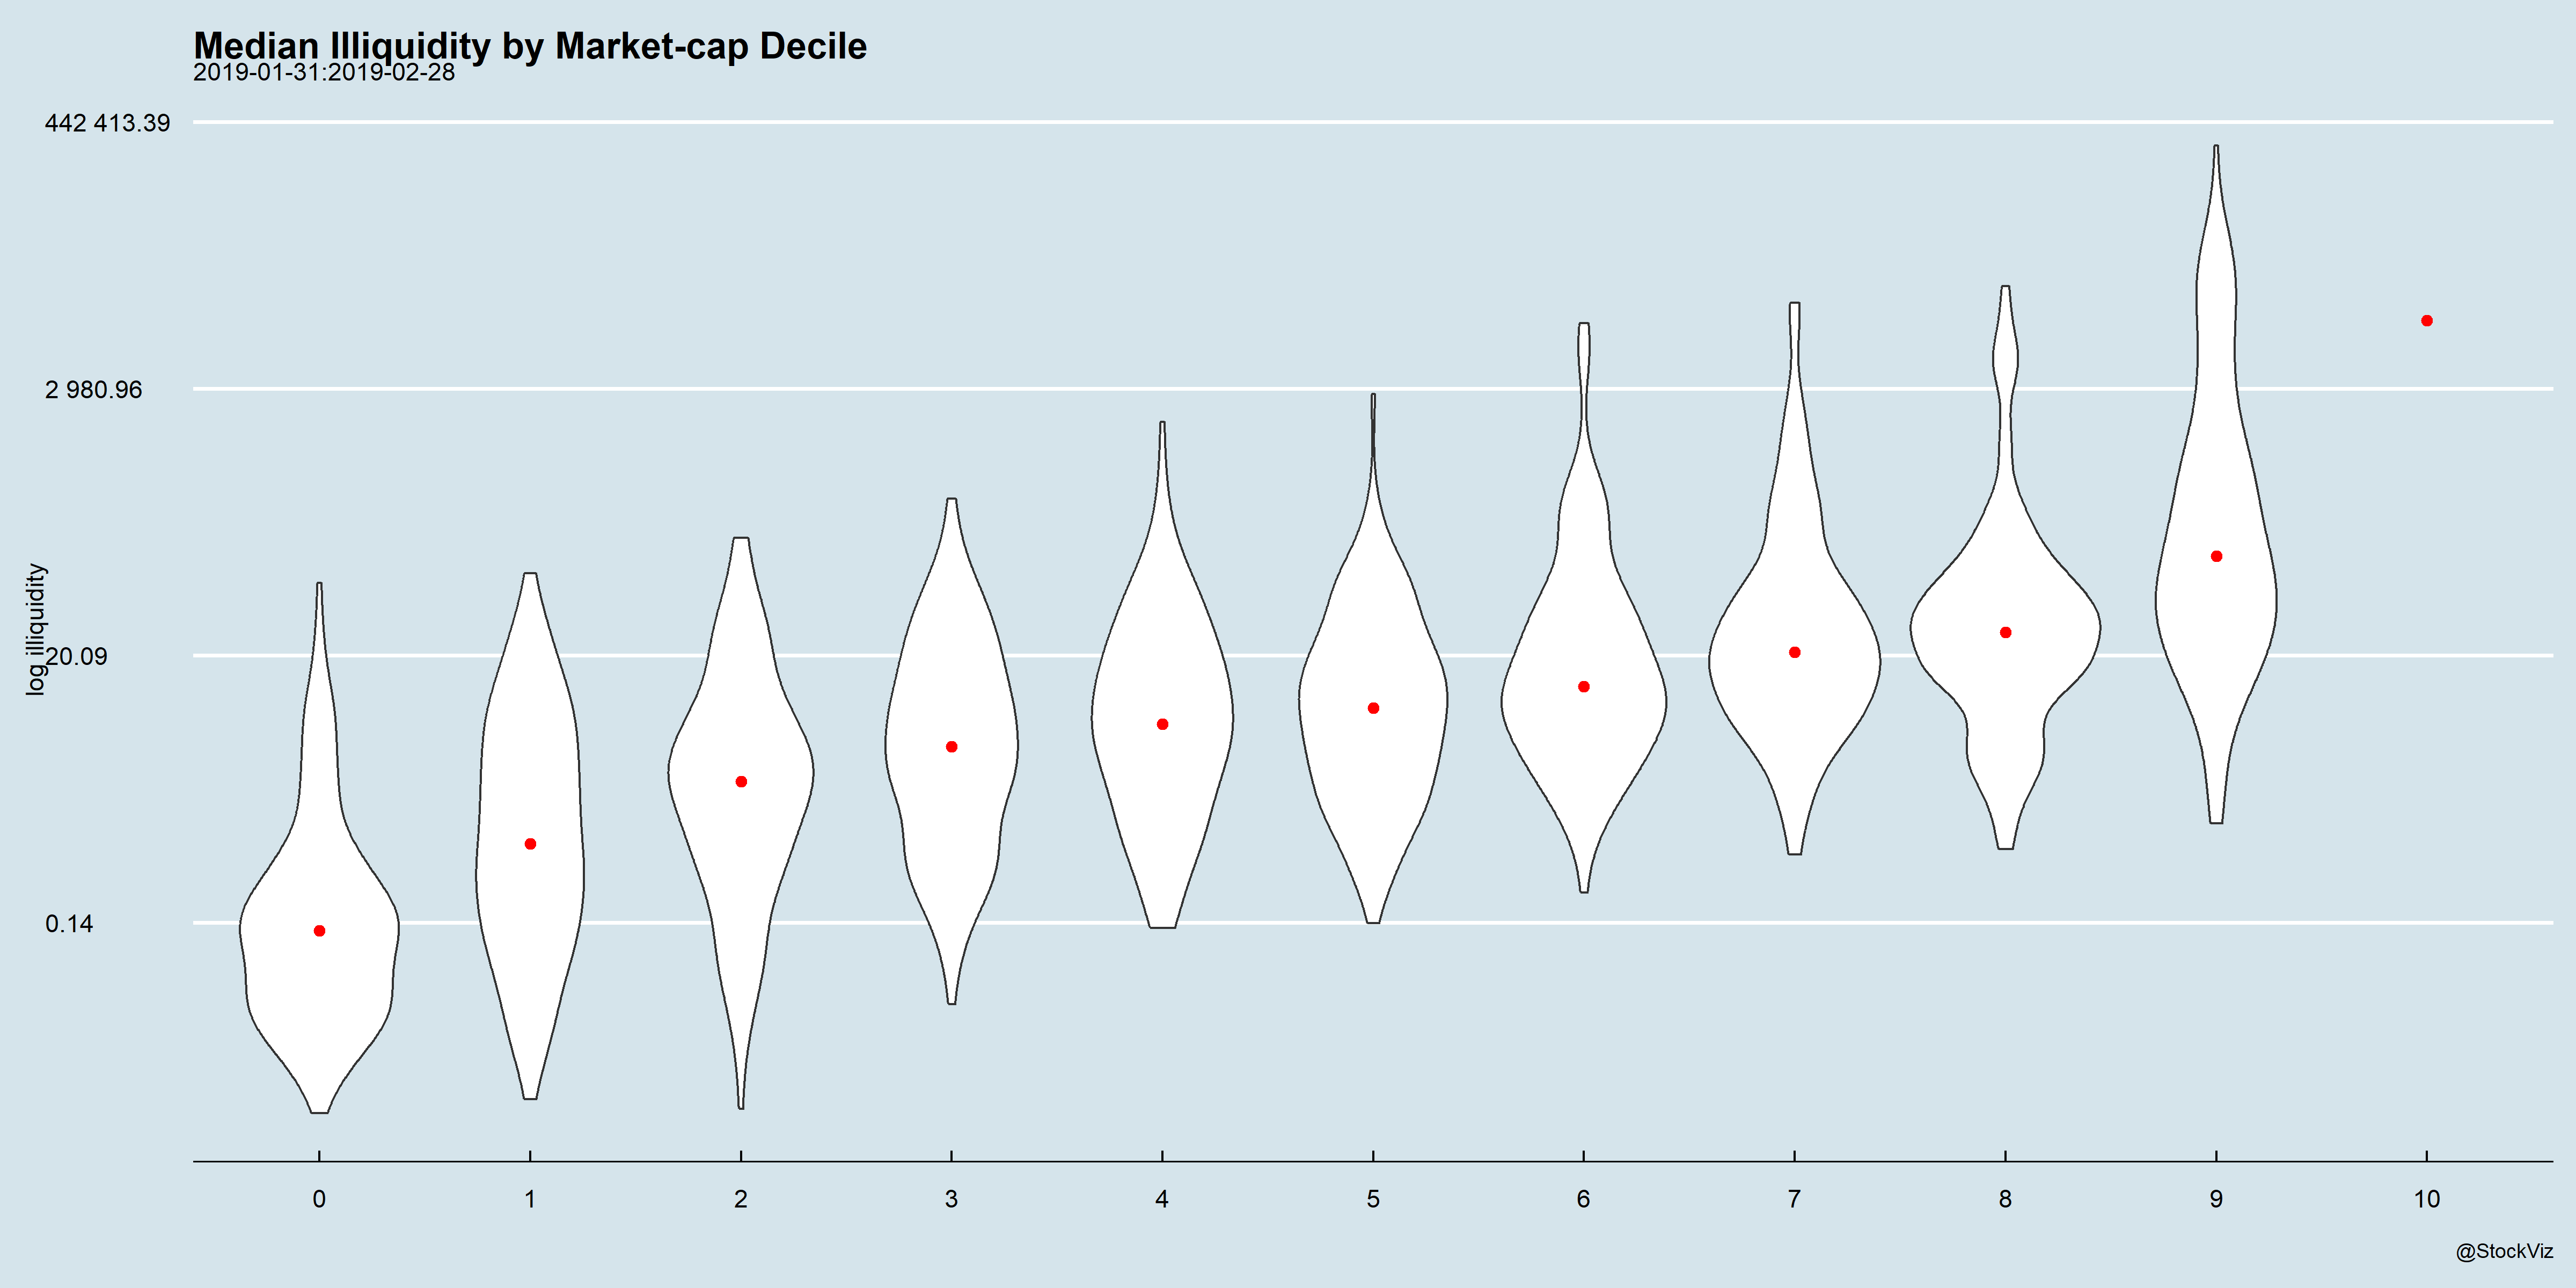 Median Illiquidity by Market-cap Decile
2019-01-31:2019-02-28
442 413.39
2 980.96
20.09
0.14
log illiquidity
0 1 2 3 4 5 6 7 8 9 10
@StockViz